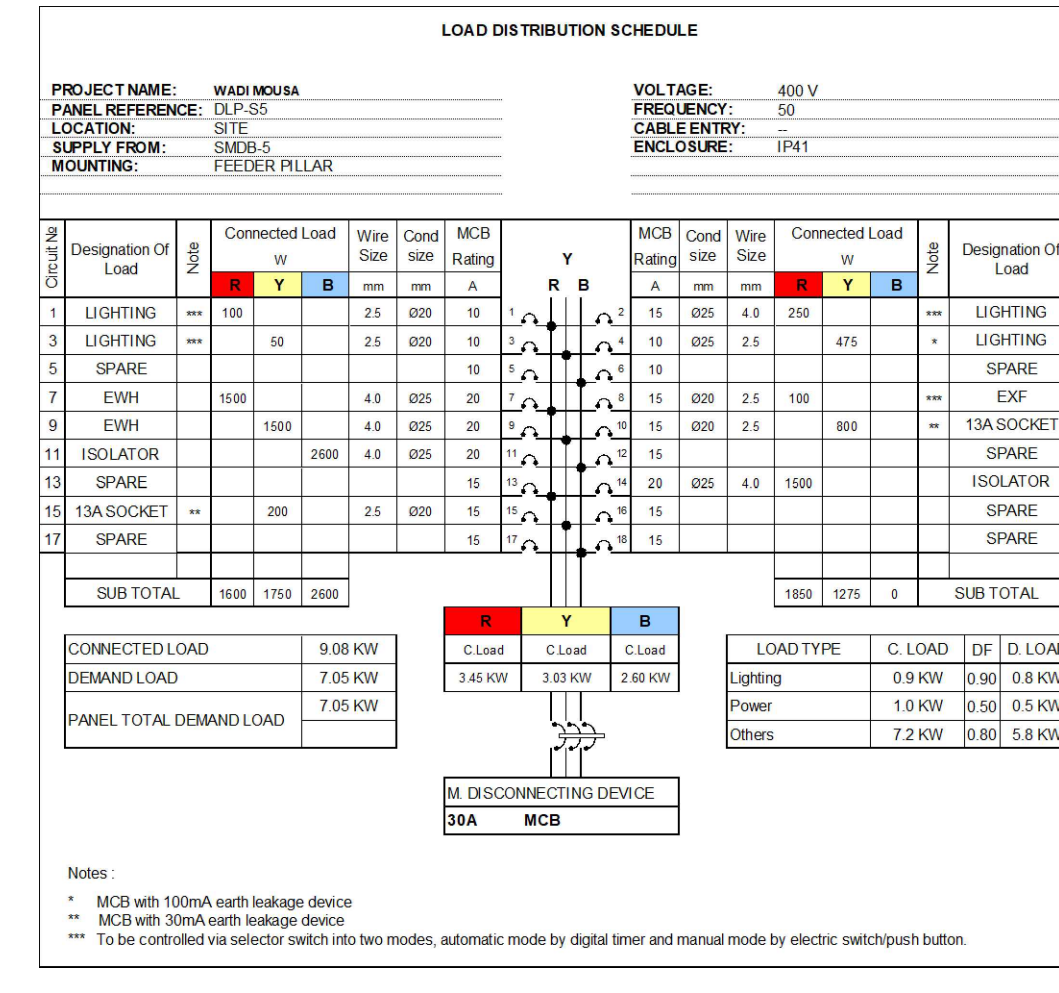 LOAD DISTRIBUTION SCHEDULE
PROJECT NAME: WADI MOUSA VOLTAGE: 400 V
PANEL REFERENCE: DLP-S5 FREQUENCY: 50
LOCATION: SITE CABLE ENTRY: --
SUPPLY FROM: SMDB-5 ENCLOSURE: IP41
MOUNTING: FEEDER PILLAR
Circuit № Designation Of Load Note Connected Load W Wire Size Cond size MCB Rating Y MCB Rating Cond size Wire Size Connected Load W Note Designation Of Load
R Y B mm mm A R B A mm mm R Y B
1 LIGHTING *** 100 2.5 Ø20 10 1 2 15 Ø25 4.0 250 *** LIGHTING
3 LIGHTING *** 50 2.5 Ø20 10 3 4 10 Ø25 2.5 475 * LIGHTING
5 SPARE 10 5 6 10 SPARE
7 EWH 1500 4.0 Ø25 20 7 8 15 Ø20 2.5 100 *** EXF
9 EWH 1500 4.0 Ø25 20 9 10 15 Ø20 2.5 800 ** 13A SOCKET
11 ISOLATOR 2600 4.0 Ø25 20 11 12 15 SPARE
13 SPARE 15 13 14 20 Ø25 4.0 1500 ISOLATOR
15 13A SOCKET ** 200 2.5 Ø20 15 15 16 15 SPARE
17 SPARE 15 17 18 15 SPARE
SUB TOTAL 1600 1750 2600 1850 1275 0 SUB TOTAL
R Y B
CONNECTED LOAD 9.08 KW C.Load C.Load C.Load LOAD TYPE C. LOAD DF D. LOAD
DEMAND LOAD 7.05 KW 3.45 KW 3.03 KW 2.60 KW Lighting 0.9 KW 0.90 0.8 KW
PANEL TOTAL DEMAND LOAD 7.05 KW Power 1.0 KW 0.50 0.5 KW
Others 7.2 KW 0.80 5.8 KW
M. DISCONNECTING DEVICE
30A MCB
Notes :
* MCB with 100mA earth leakage device
** MCB with 30mA earth leakage device
*** To be controlled via selector switch into two modes, automatic mode by digital timer and manual mode by electric switch/push button.